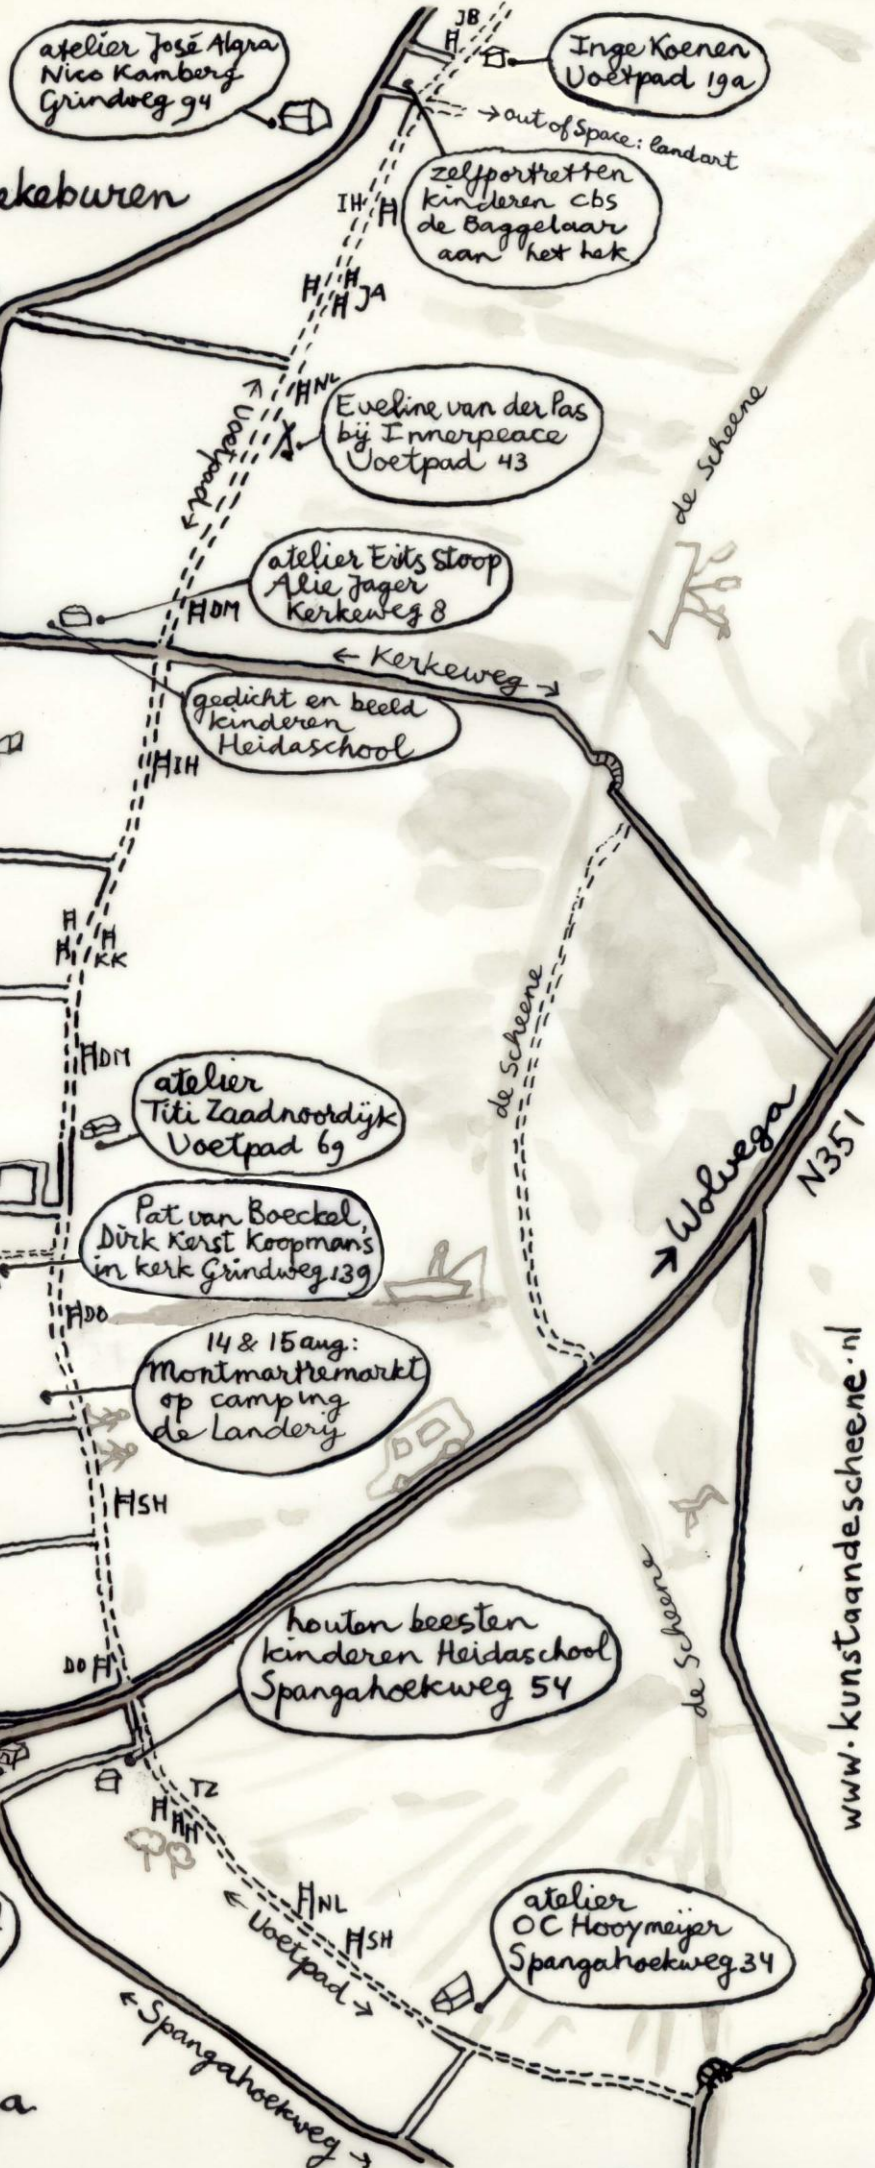 JB
atelier José Algra
Nico Kamberg
Grindweg 94
Inge Koenen
Voetpad 19a
→ out of Space: landart
zelfportretten
kinderen cbs
de Baggelaar
aan het hek
ekeburen
IH
JA
NL
Eveline van der Pas
bij Innerpeace
Voetpad 43
← Voetpad →
de Scheene
atelier Erits Stoop
Alie Jager
Kerkeweg 8
DM
← Kerkeweg →
gedicht en beeld
kinderen
Heidaschool
IH
KK
de Scheene
DM
atelier
Titi Zaadnoordijk
Voetpad 69
→ Wolvega
N351
Pat van Boeckel,
Dirk Kerst Koopmans
in kerk Grindweg 139
DO
14 & 15 aug:
Montmartremarkt
op camping
de Landerij
SH
www.kunstaandescheene.nl
houten beesten
kinderen Heidaschool
Spangahoekweg 54
DO
de Scheene
TZ
NL
SH
← Voetpad →
atelier
OC Hooymeijer
Spangahoekweg 34
← Spangahoekweg →
a